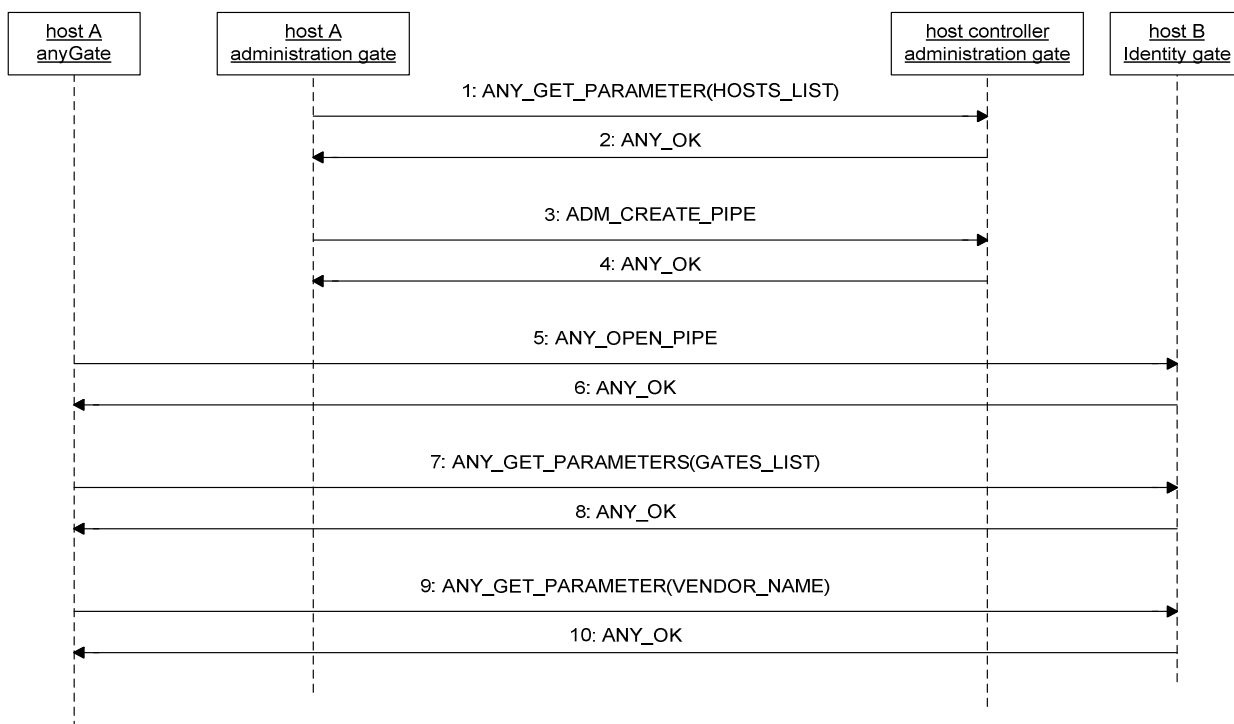 host A
anyGate
host A
administration gate
host controller
administration gate
host B
Identity gate
1: ANY_GET_PARAMETER(HOSTS_LIST)
2: ANY_OK
3: ADM_CREATE_PIPE
4: ANY_OK
5: ANY_OPEN_PIPE
6: ANY_OK
7: ANY_GET_PARAMETERS(GATES_LIST)
8: ANY_OK
9: ANY_GET_PARAMETER(VENDOR_NAME)
10: ANY_OK